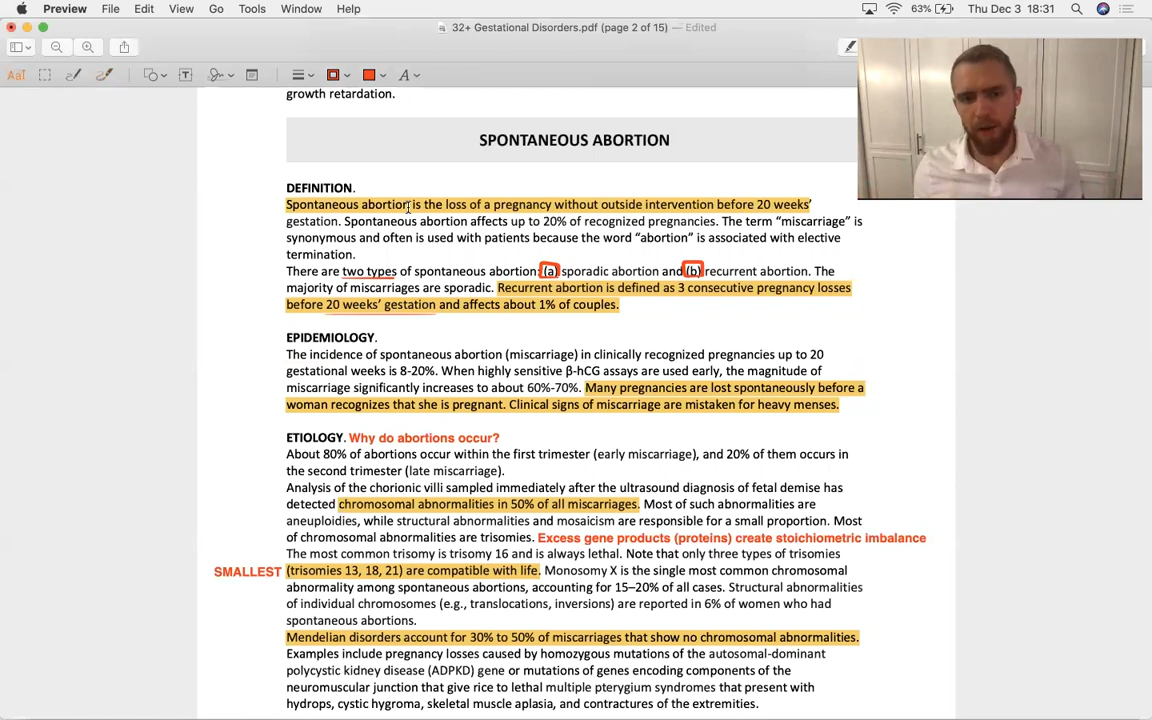 Preview File Edit View Go Tools Window Help 63% Thu Dec 3 18:31
32+ Gestational Disorders.pdf (page 2 of 15) — Edited
growth retardation.
SPONTANEOUS ABORTION
DEFINITION.
Spontaneous abortion is the loss of a pregnancy without outside intervention before 20 weeks’
gestation. Spontaneous abortion affects up to 20% of recognized pregnancies. The term “miscarriage” is
synonymous and often is used with patients because the word “abortion” is associated with elective
termination.
There are two types of spontaneous abortion: (a) sporadic abortion and (b) recurrent abortion. The
majority of miscarriages are sporadic. Recurrent abortion is defined as 3 consecutive pregnancy losses
before 20 weeks’ gestation and affects about 1% of couples.
EPIDEMIOLOGY.
The incidence of spontaneous abortion (miscarriage) in clinically recognized pregnancies up to 20
gestational weeks is 8-20%. When highly sensitive β-hCG assays are used early, the magnitude of
miscarriage significantly increases to about 60%-70%. Many pregnancies are lost spontaneously before a
woman recognizes that she is pregnant. Clinical signs of miscarriage are mistaken for heavy menses.
ETIOLOGY. Why do abortions occur?
About 80% of abortions occur within the first trimester (early miscarriage), and 20% of them occurs in
the second trimester (late miscarriage).
Analysis of the chorionic villi sampled immediately after the ultrasound diagnosis of fetal demise has
detected chromosomal abnormalities in 50% of all miscarriages. Most of such abnormalities are
aneuploidies, while structural abnormalities and mosaicism are responsible for a small proportion. Most
of chromosomal abnormalities are trisomies. Excess gene products (proteins) create stoichiometric imbalance
The most common trisomy is trisomy 16 and is always lethal. Note that only three types of trisomies
SMALLEST (trisomies 13, 18, 21) are compatible with life. Monosomy X is the single most common chromosomal
abnormality among spontaneous abortions, accounting for 15–20% of all cases. Structural abnormalities
of individual chromosomes (e.g., translocations, inversions) are reported in 6% of women who had
spontaneous abortions.
Mendelian disorders account for 30% to 50% of miscarriages that show no chromosomal abnormalities.
Examples include pregnancy losses caused by homozygous mutations of the autosomal-dominant
polycystic kidney disease (ADPKD) gene or mutations of genes encoding components of the
neuromuscular junction that give rise to lethal multiple pterygium syndromes that present with
hydrops, cystic hygroma, skeletal muscle aplasia, and contractures of the extremities.